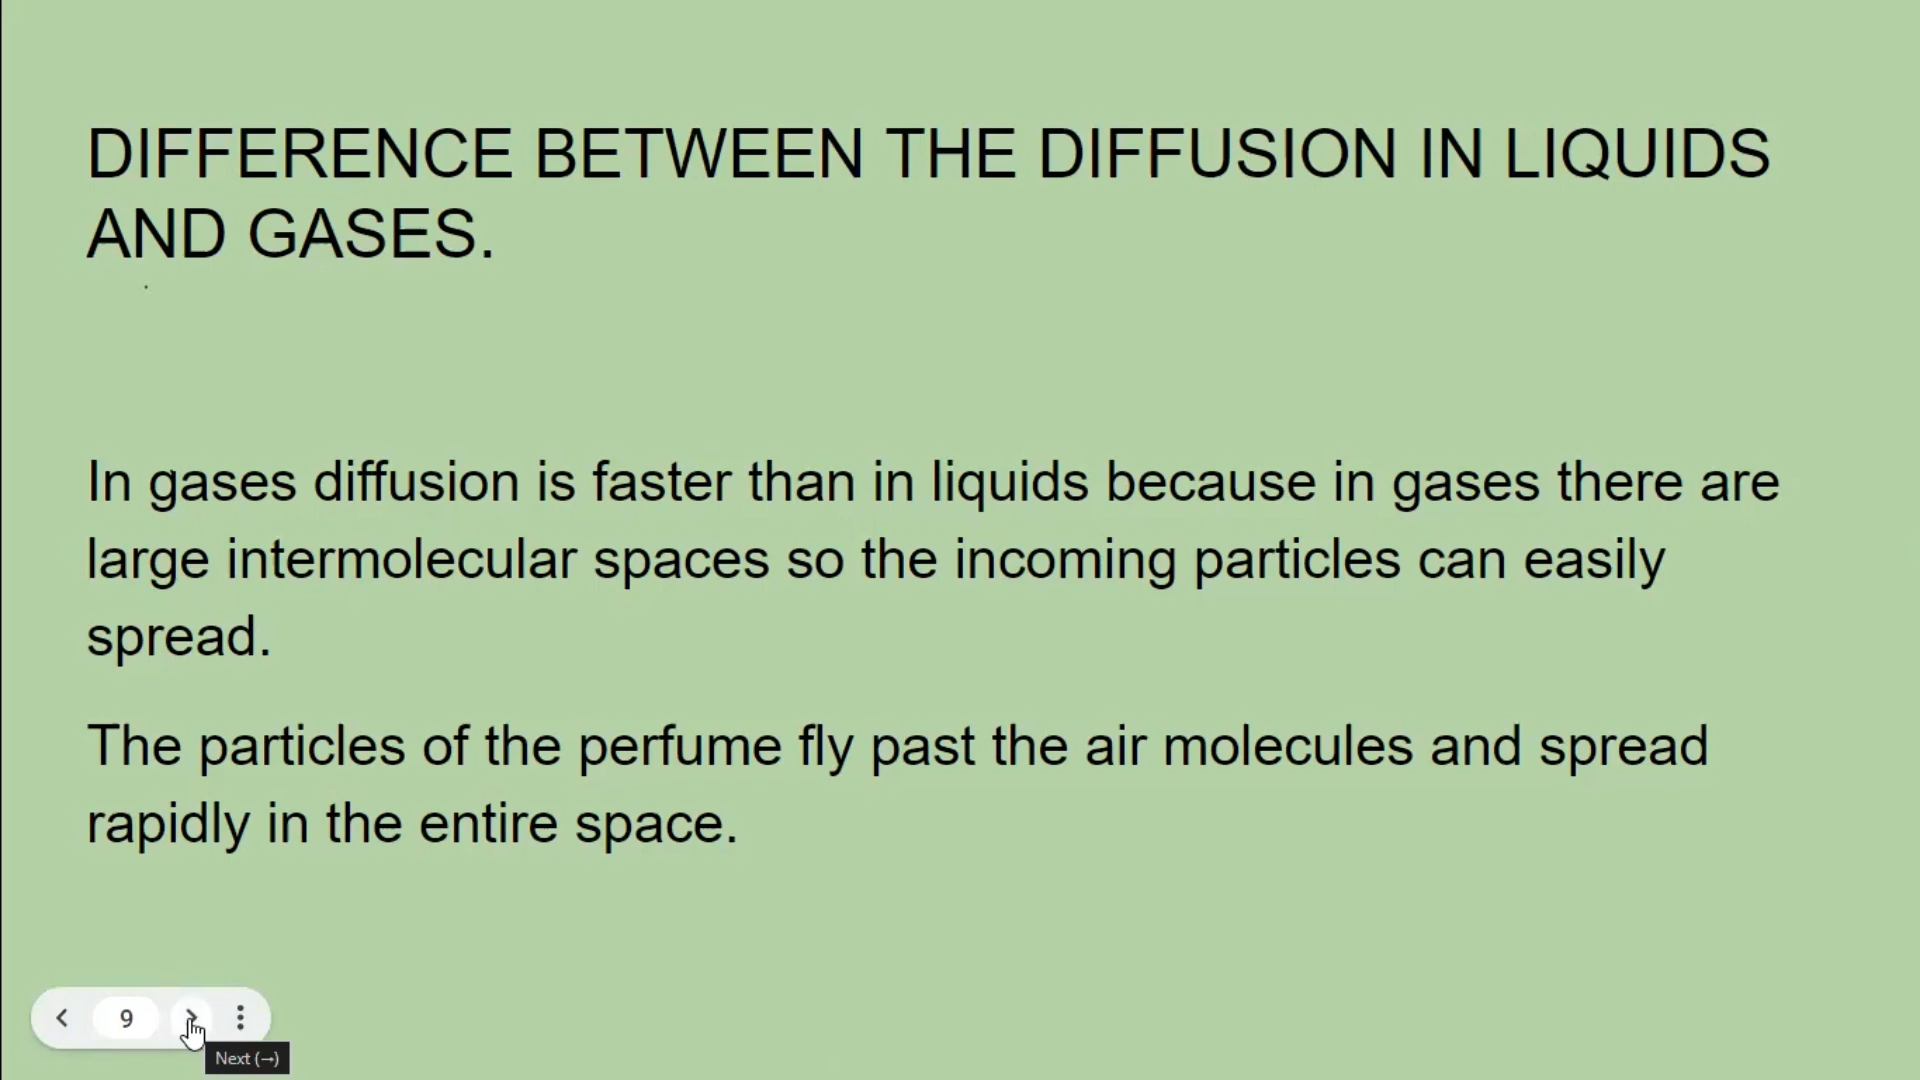 DIFFERENCE BETWEEN THE DIFFUSION IN LIQUIDS
AND GASES.
In gases diffusion is faster than in liquids because in gases there are
large intermolecular spaces so the incoming particles can easily
spread.
The particles of the perfume fly past the air molecules and spread
rapidly in the entire space.
9
Next (→)